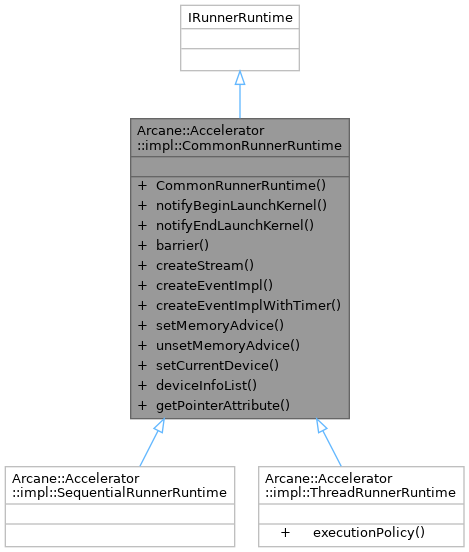 IRunnerRuntime
Arcane::Accelerator
::impl::CommonRunnerRuntime
+ CommonRunnerRuntime()
+ notifyBeginLaunchKernel()
+ notifyEndLaunchKernel()
+ barrier()
+ createStream()
+ createEventImpl()
+ createEventImplWithTimer()
+ setMemoryAdvice()
+ unsetMemoryAdvice()
+ setCurrentDevice()
+ deviceInfoList()
+ getPointerAttribute()
Arcane::Accelerator
::impl::SequentialRunnerRuntime
Arcane::Accelerator
::impl::ThreadRunnerRuntime
+ executionPolicy()